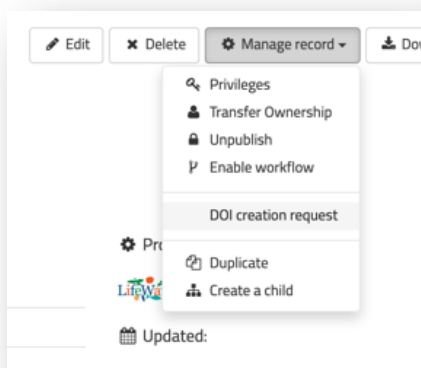 Edit
Delete
Manage record
Privileges
Transfer Ownership
Unpublish
Enable workflow
DOI creation request
Duplicate
Create a child
Updated: